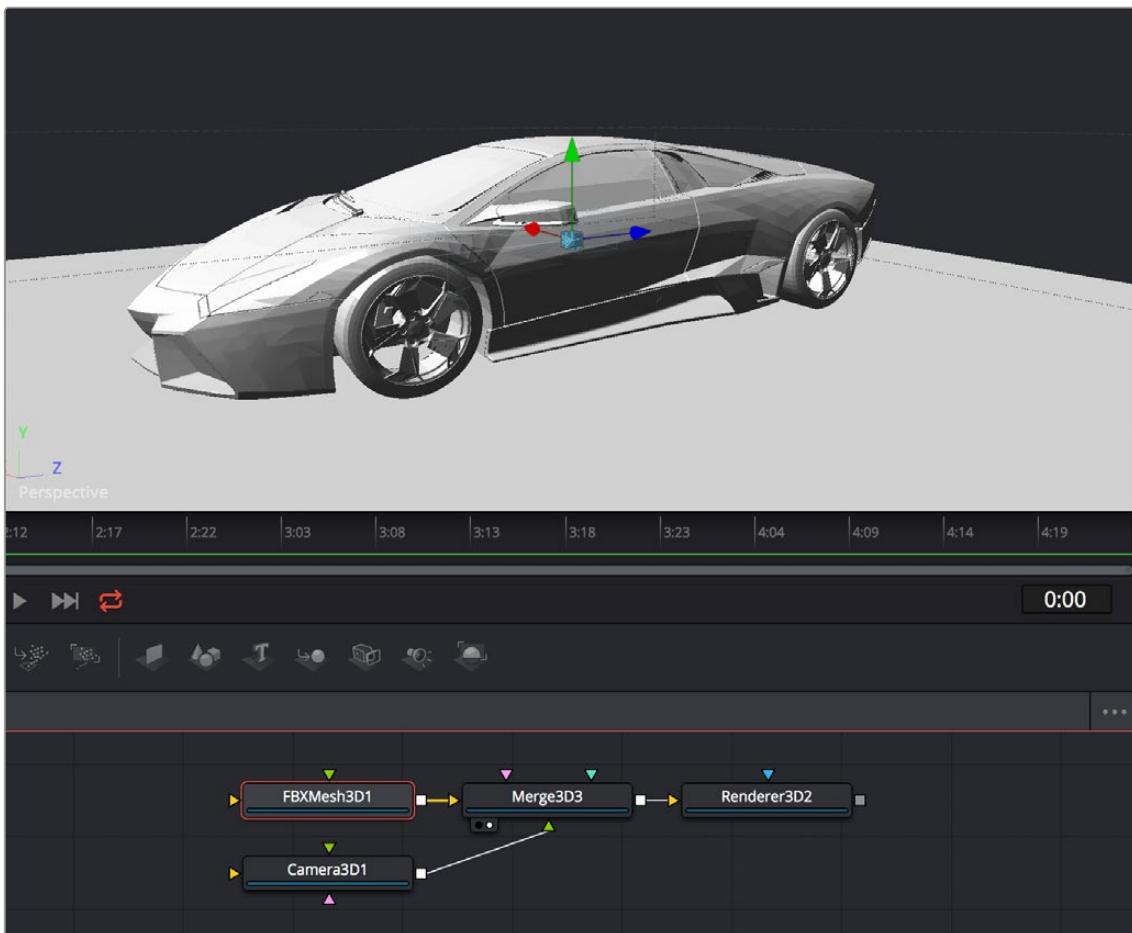 Y
Z
Perspective
2:12 2:17 2:22 3:03 3:08 3:13 3:18 3:23 4:04 4:09 4:14 4:19
0:00
T
FBXMesh3D1 Merge3D3 Renderer3D2
Camera3D1